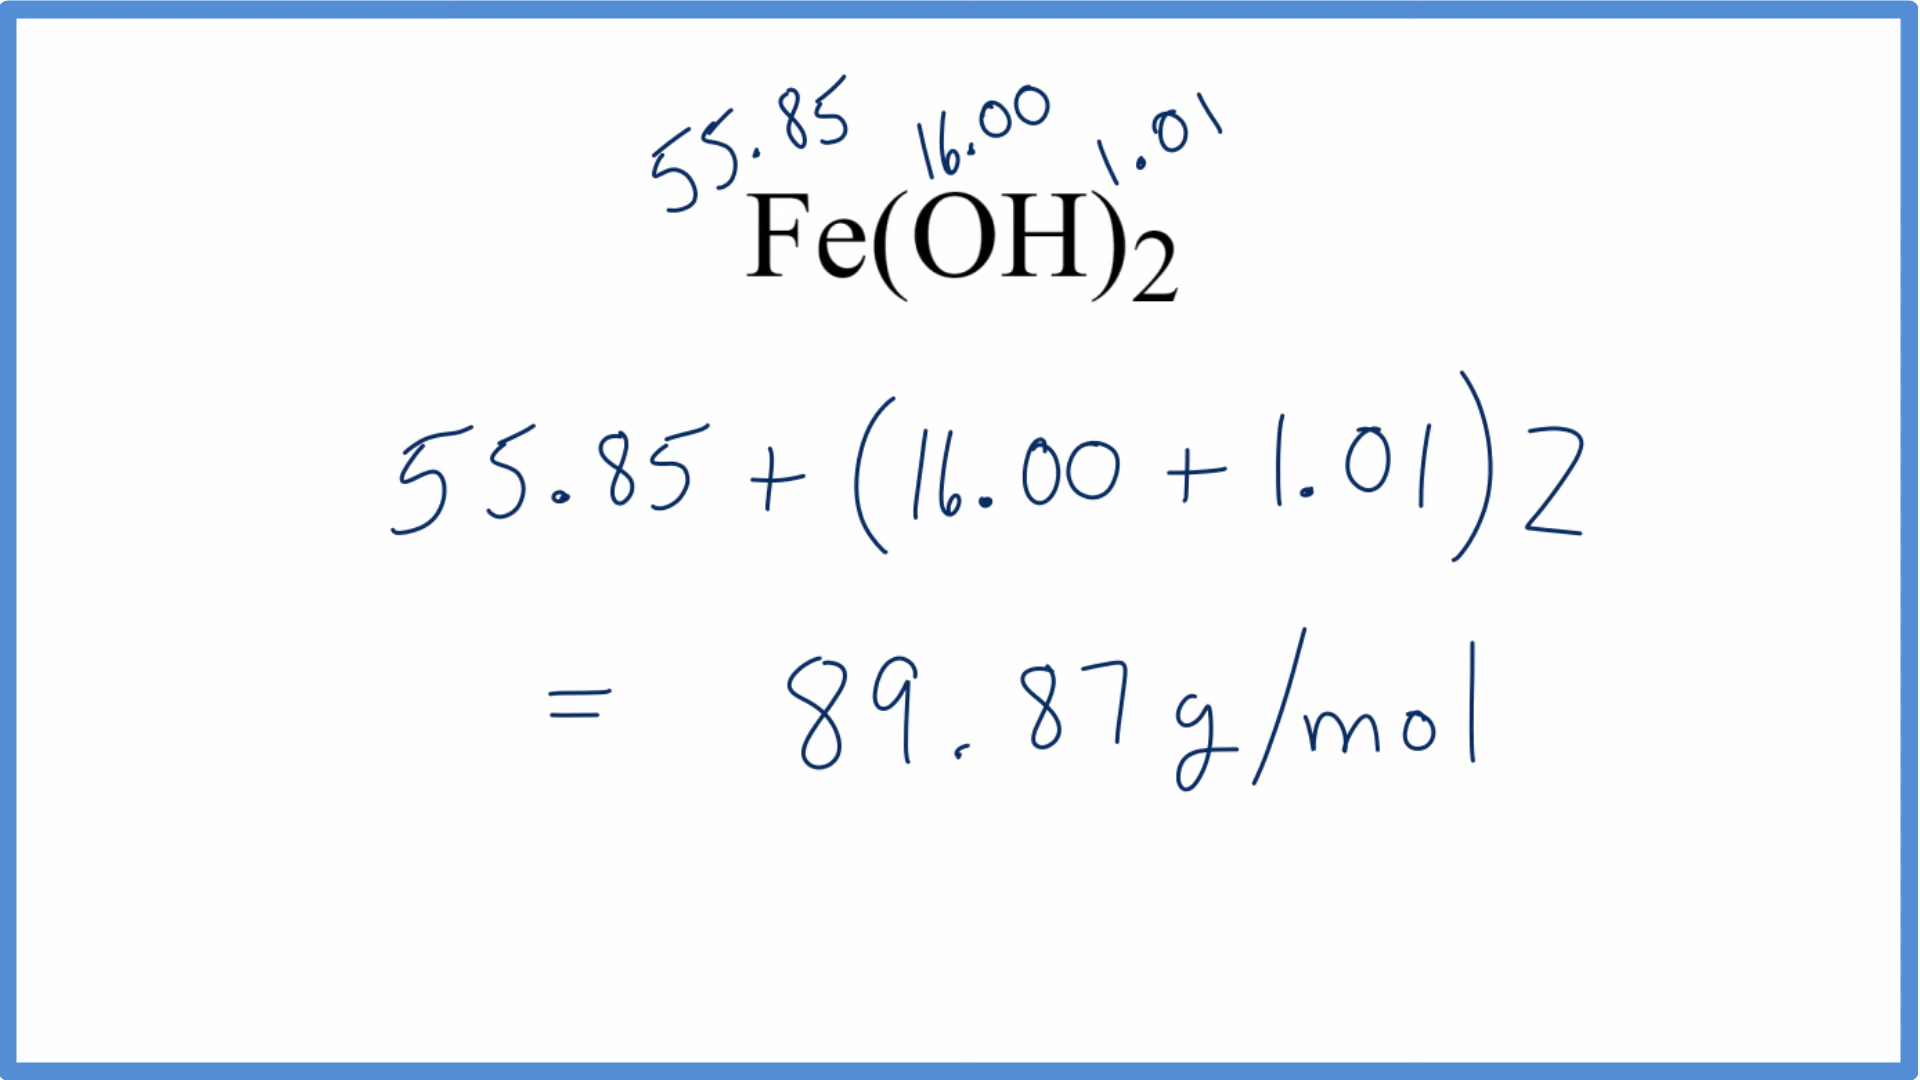 55.85 16.00 1.01
Fe(OH)₂
55.85 + (16.00 + 1.01)2
= 89.87 g/mol